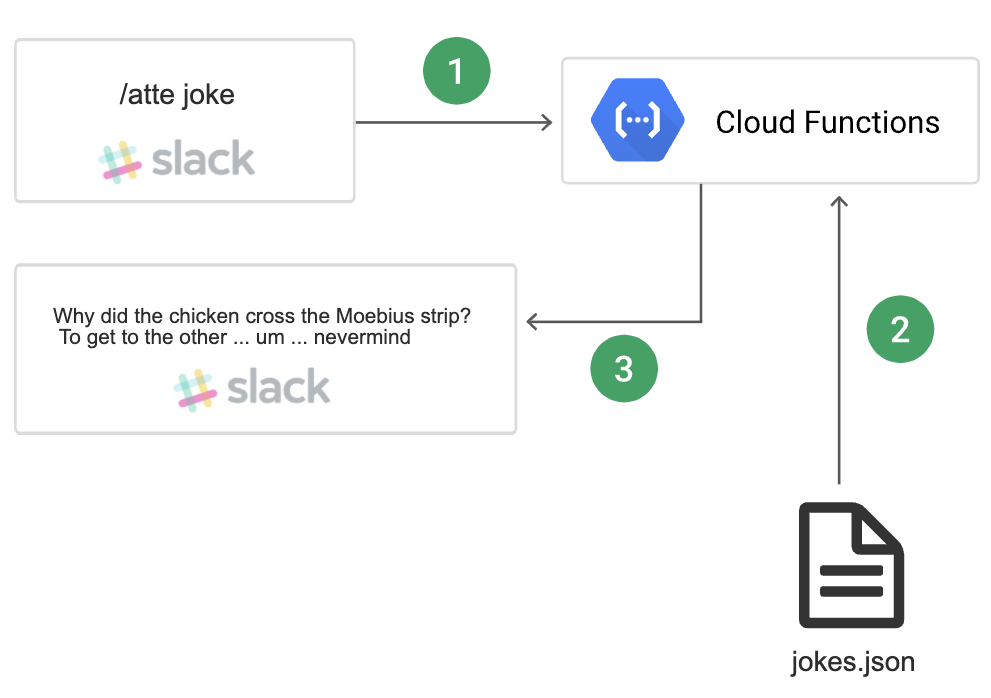 /atte joke
slack
1
Cloud Functions
Why did the chicken cross the Moebius strip?
To get to the other ... um ... nevermind
slack
3
2
jokes.json